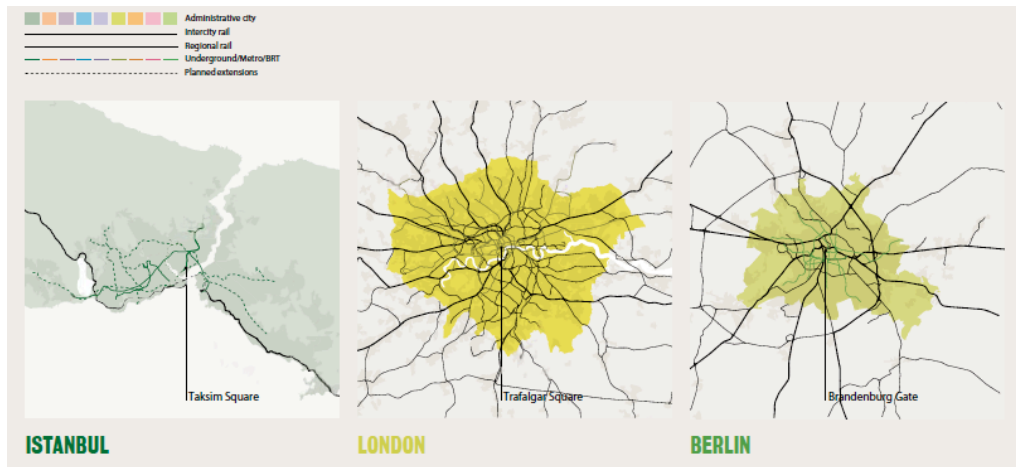 Administrative city
Intercity rail
Regional rail
Underground/Metro/BRT
Planned extensions
Taksim Square
Trafalgar Square
Brandenburg Gate
ISTANBUL
LONDON
BERLIN